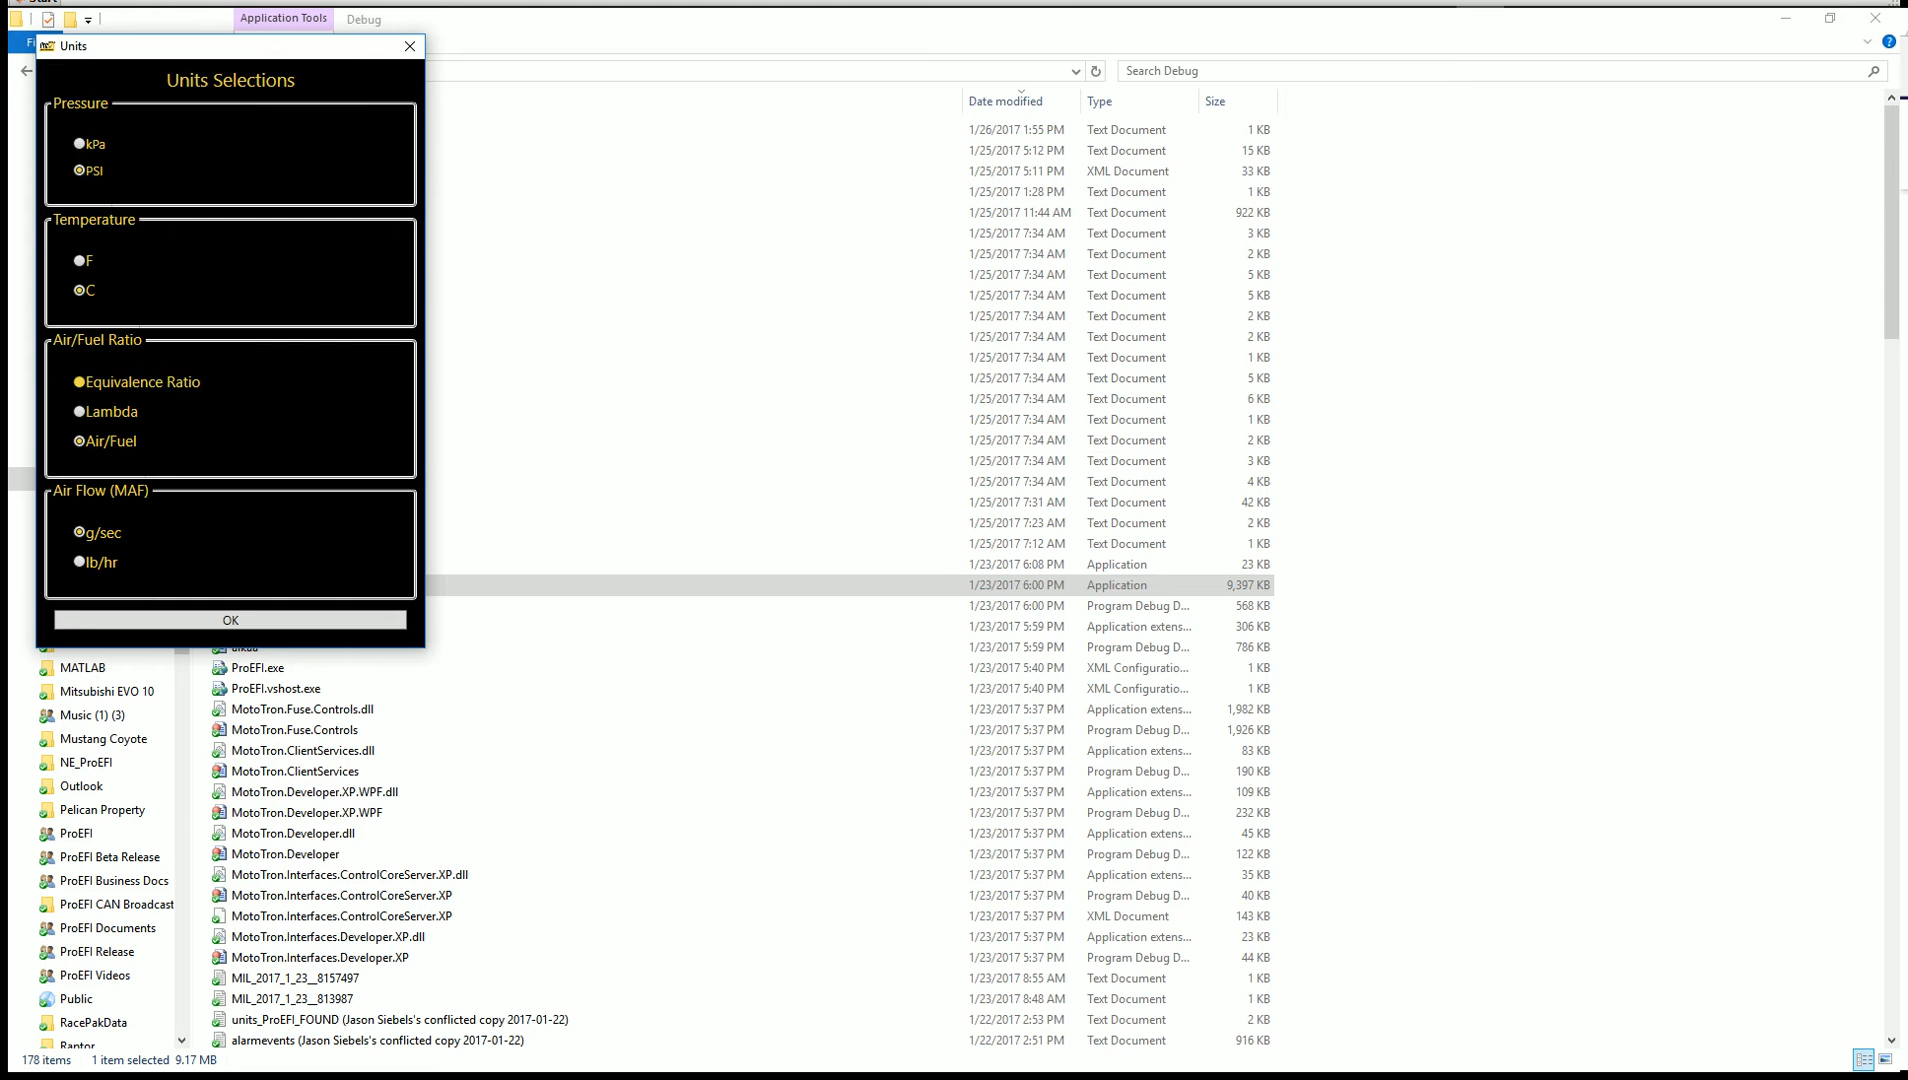 Start
Application Tools
Debug
Fi
Units
Search Debug
Units Selections
Pressure
kPa
PSI
Temperature
F
C
Air/Fuel Ratio
Equivalence Ratio
Lambda
Air/Fuel
Air Flow (MAF)
g/sec
lb/hr
OK
Date modified Type Size
1/26/2017 1:55 PM Text Document 1 KB
1/25/2017 5:12 PM Text Document 15 KB
1/25/2017 5:11 PM XML Document 33 KB
1/25/2017 1:28 PM Text Document 1 KB
1/25/2017 11:44 AM Text Document 922 KB
1/25/2017 7:34 AM Text Document 3 KB
1/25/2017 7:34 AM Text Document 2 KB
1/25/2017 7:34 AM Text Document 5 KB
1/25/2017 7:34 AM Text Document 5 KB
1/25/2017 7:34 AM Text Document 2 KB
1/25/2017 7:34 AM Text Document 2 KB
1/25/2017 7:34 AM Text Document 1 KB
1/25/2017 7:34 AM Text Document 5 KB
1/25/2017 7:34 AM Text Document 6 KB
1/25/2017 7:34 AM Text Document 1 KB
1/25/2017 7:34 AM Text Document 2 KB
1/25/2017 7:34 AM Text Document 3 KB
1/25/2017 7:34 AM Text Document 4 KB
1/25/2017 7:31 AM Text Document 42 KB
1/25/2017 7:23 AM Text Document 2 KB
1/25/2017 7:12 AM Text Document 1 KB
1/23/2017 6:08 PM Application 23 KB
1/23/2017 6:00 PM Application 9,397 KB
1/23/2017 6:00 PM Program Debug D... 568 KB
1/23/2017 5:59 PM Application extens... 306 KB
1/23/2017 5:59 PM Program Debug D... 786 KB
ProEFI.exe 1/23/2017 5:40 PM XML Configuratio... 1 KB
ProEFI.vshost.exe 1/23/2017 5:40 PM XML Configuratio... 1 KB
MotoTron.Fuse.Controls.dll 1/23/2017 5:37 PM Application extens... 1,982 KB
MotoTron.Fuse.Controls 1/23/2017 5:37 PM Program Debug D... 1,926 KB
MotoTron.ClientServices.dll 1/23/2017 5:37 PM Application extens... 83 KB
MotoTron.ClientServices 1/23/2017 5:37 PM Program Debug D... 190 KB
MotoTron.Developer.XP.WPF.dll 1/23/2017 5:37 PM Application extens... 109 KB
MotoTron.Developer.XP.WPF 1/23/2017 5:37 PM Program Debug D... 232 KB
MotoTron.Developer.dll 1/23/2017 5:37 PM Application extens... 45 KB
MotoTron.Developer 1/23/2017 5:37 PM Program Debug D... 122 KB
MotoTron.Interfaces.ControlCoreServer.XP.dll 1/23/2017 5:37 PM Application extens... 35 KB
MotoTron.Interfaces.ControlCoreServer.XP 1/23/2017 5:37 PM Program Debug D... 40 KB
MotoTron.Interfaces.ControlCoreServer.XP 1/23/2017 5:37 PM XML Document 143 KB
MotoTron.Interfaces.Developer.XP.dll 1/23/2017 5:37 PM Application extens... 23 KB
MotoTron.Interfaces.Developer.XP 1/23/2017 5:37 PM Program Debug D... 44 KB
MIL_2017_1_23__8157497 1/23/2017 8:55 AM Text Document 1 KB
MIL_2017_1_23__813987 1/23/2017 8:48 AM Text Document 1 KB
units_ProEFI_FOUND (Jason Siebels's conflicted copy 2017-01-22) 1/22/2017 2:53 PM Text Document 2 KB
alarmevents (Jason Siebels's conflicted copy 2017-01-22) 1/22/2017 2:51 PM Text Document 916 KB
MATLAB
Mitsubishi EVO 10
Music (1) (3)
Mustang Coyote
NE_ProEFI
Outlook
Pelican Property
ProEFI
ProEFI Beta Release
ProEFI Business Docs
ProEFI CAN Broadcast
ProEFI Documents
ProEFI Release
ProEFI Videos
Public
RacePakData
Raptor
178 items 1 item selected 9.17 MB